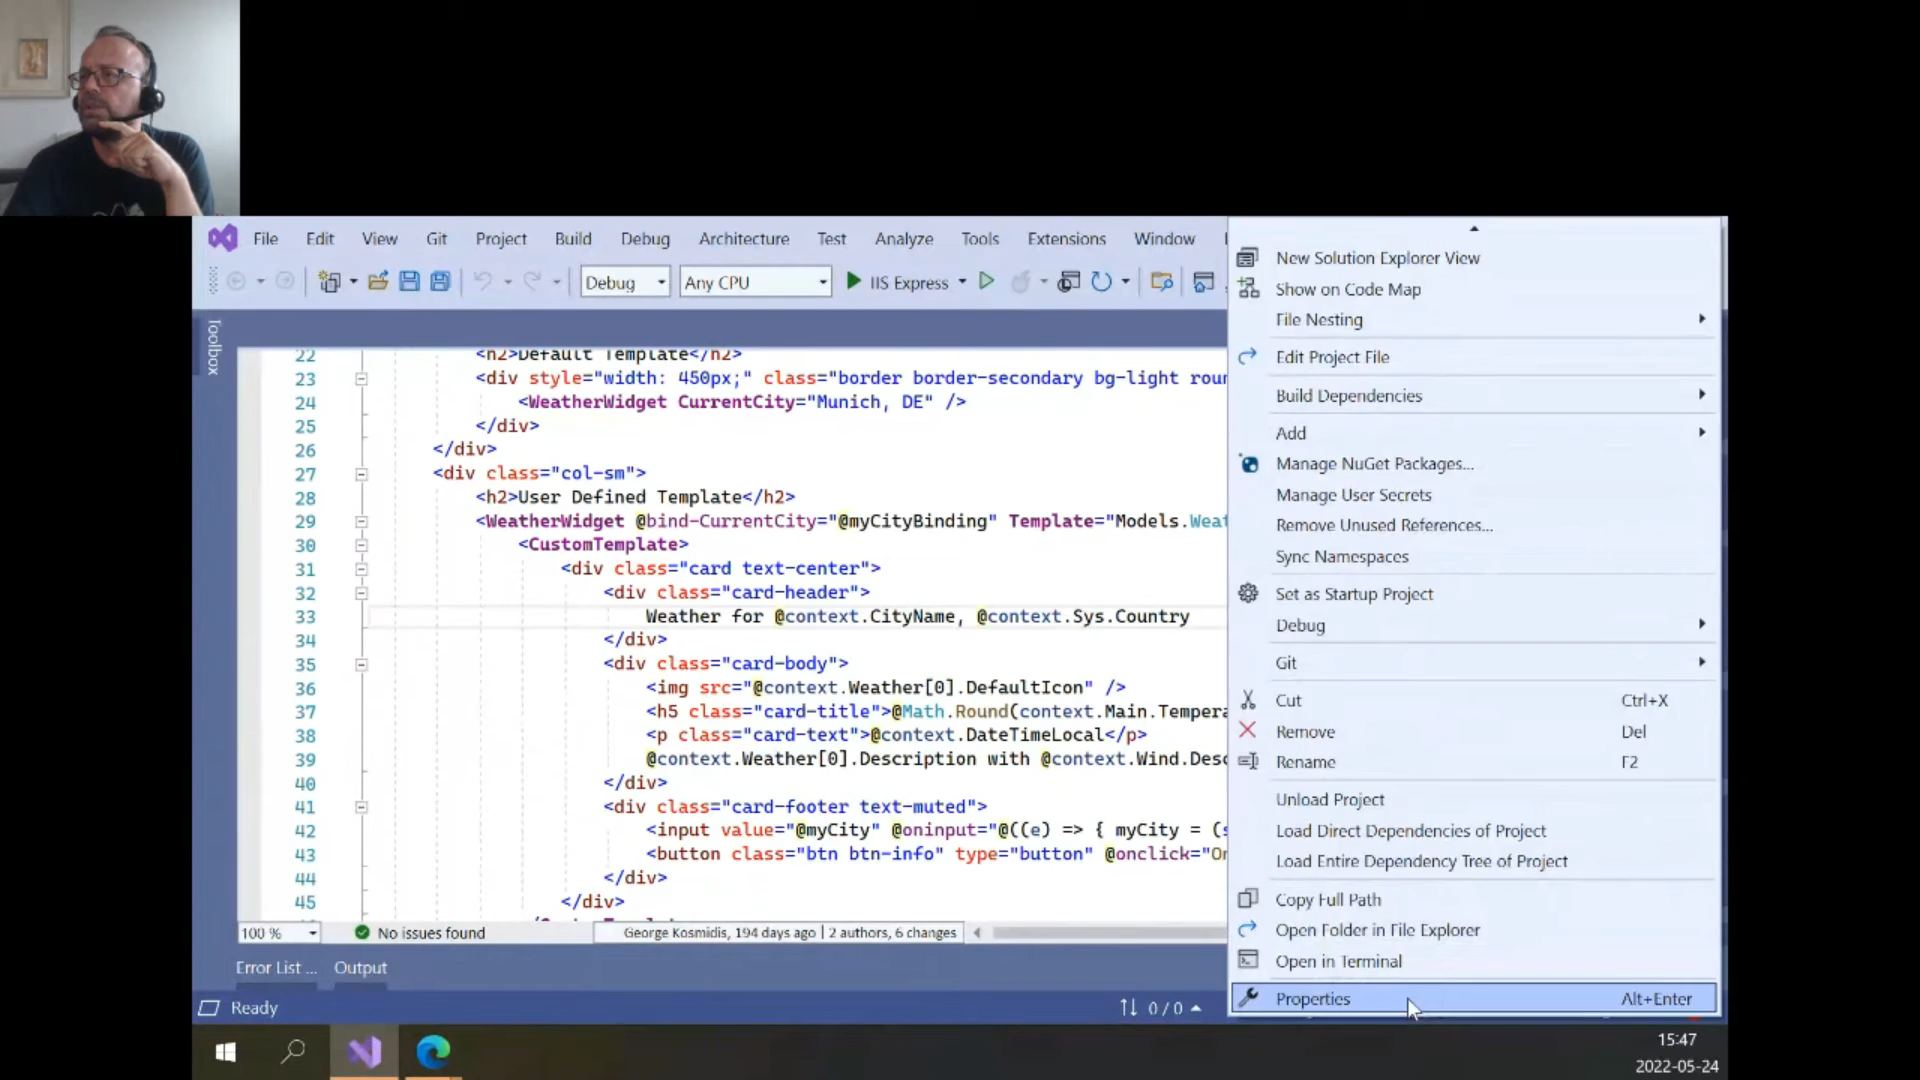 File Edit View Git Project Build Debug Architecture Test Analyze Tools Extensions Window
Debug Any CPU IIS Express
Toolbox
22 <h2>Default Template</h2>
23 <div style="width: 450px;" class="border border-secondary bg-light rour
24 <WeatherWidget CurrentCity="Munich, DE" />
25 </div>
26 </div>
27 <div class="col-sm">
28 <h2>User Defined Template</h2>
29 <WeatherWidget @bind-CurrentCity="@myCityBinding" Template="Models.Wea
30 <CustomTemplate>
31 <div class="card text-center">
32 <div class="card-header">
33 Weather for @context.CityName, @context.Sys.Country
34 </div>
35 <div class="card-body">
36 <img src="@context.Weather[0].DefaultIcon" />
37 <h5 class="card-title">@Math.Round(context.Main.Tempera
38 <p class="card-text">@context.DateTimeLocal</p>
39 @context.Weather[0].Description with @context.Wind.Desc
40 </div>
41 <div class="card-footer text-muted">
42 <input value="@myCity" @oninput="@((e) => { myCity = (s
43 <button class="btn btn-info" type="button" @onclick="On
44 </div>
45 </div>
100 % No issues found George Kosmidis, 194 days ago | 2 authors, 6 changes
Error List ... Output
Ready 0 / 0
New Solution Explorer View
Show on Code Map
File Nesting
Edit Project File
Build Dependencies
Add
Manage NuGet Packages...
Manage User Secrets
Remove Unused References...
Sync Namespaces
Set as Startup Project
Debug
Git
Cut Ctrl+X
Remove Del
Rename F2
Unload Project
Load Direct Dependencies of Project
Load Entire Dependency Tree of Project
Copy Full Path
Open Folder in File Explorer
Open in Terminal
Properties Alt+Enter
15:47
2022-05-24